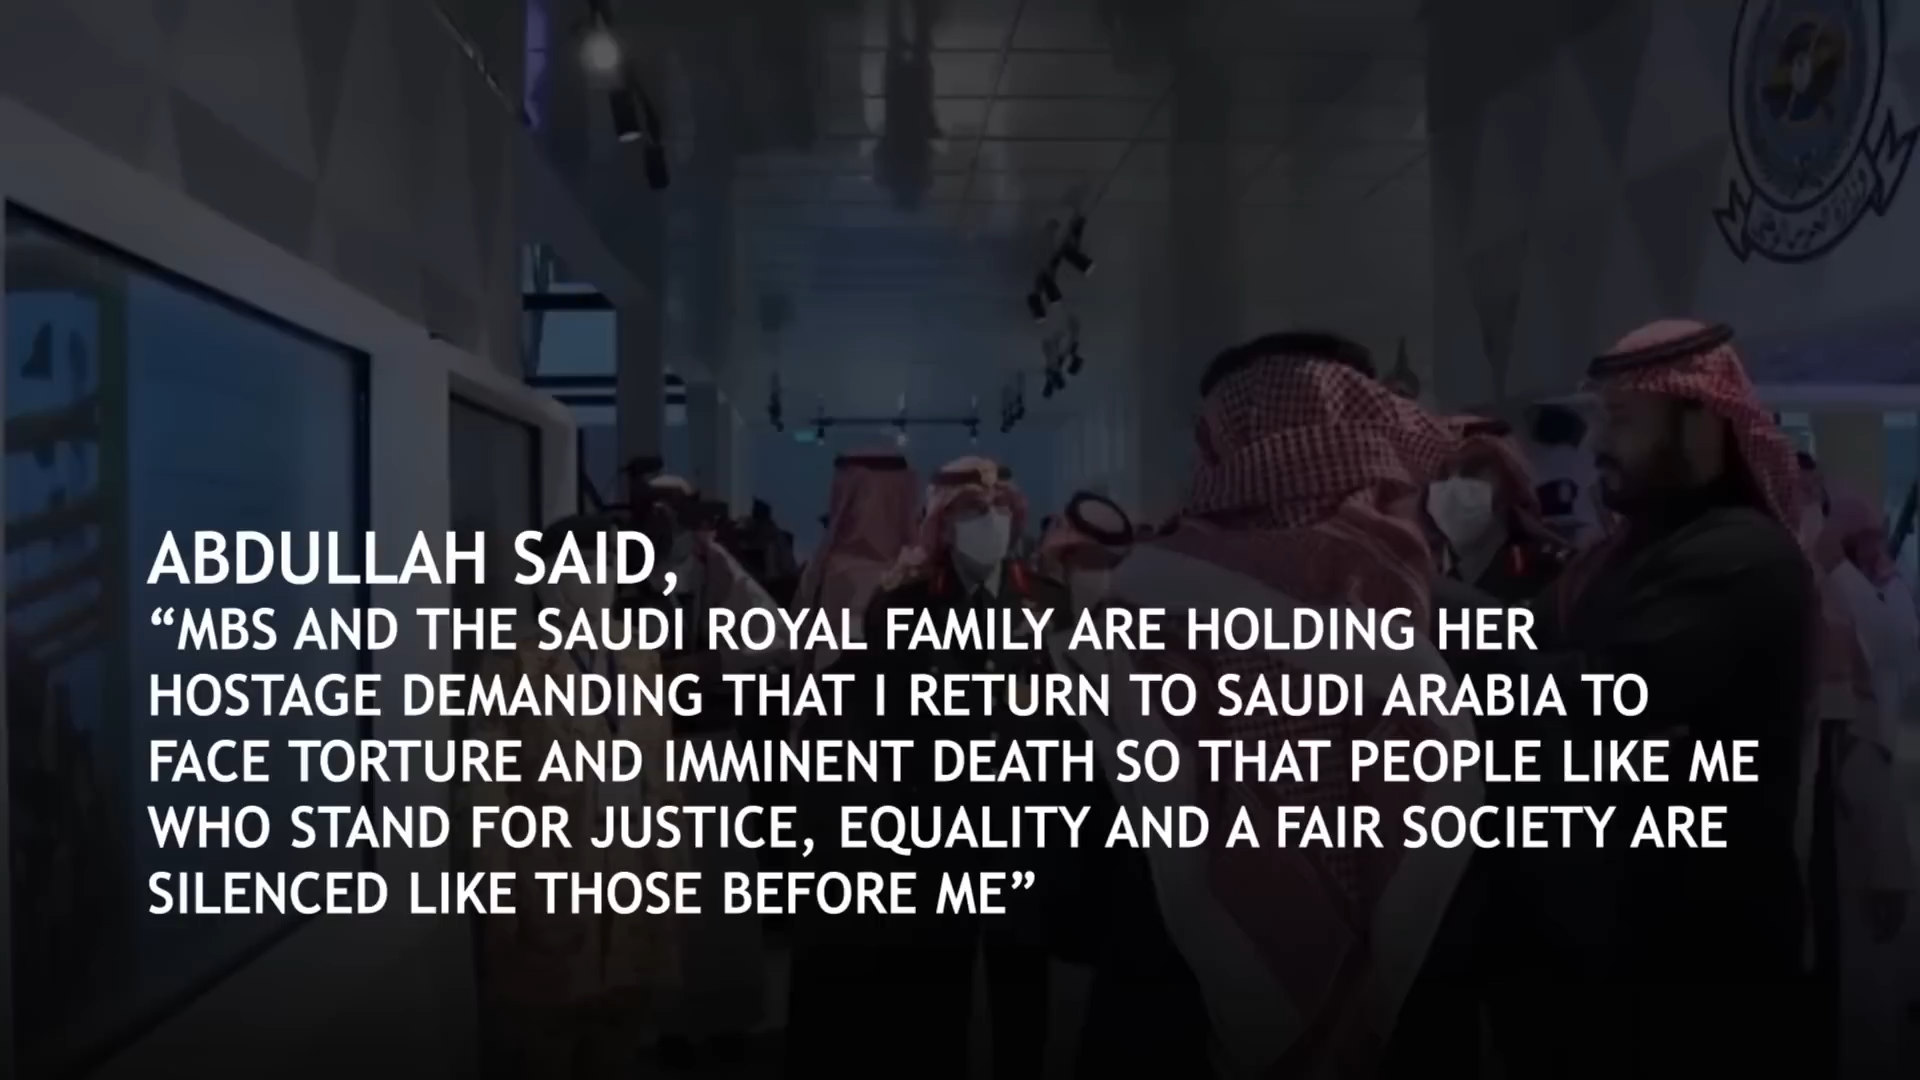 ABDULLAH SAID,
“MBS AND THE SAUDI ROYAL FAMILY ARE HOLDING HER
HOSTAGE DEMANDING THAT I RETURN TO SAUDI ARABIA TO
FACE TORTURE AND IMMINENT DEATH SO THAT PEOPLE LIKE ME
WHO STAND FOR JUSTICE, EQUALITY AND A FAIR SOCIETY ARE
SILENCED LIKE THOSE BEFORE ME”